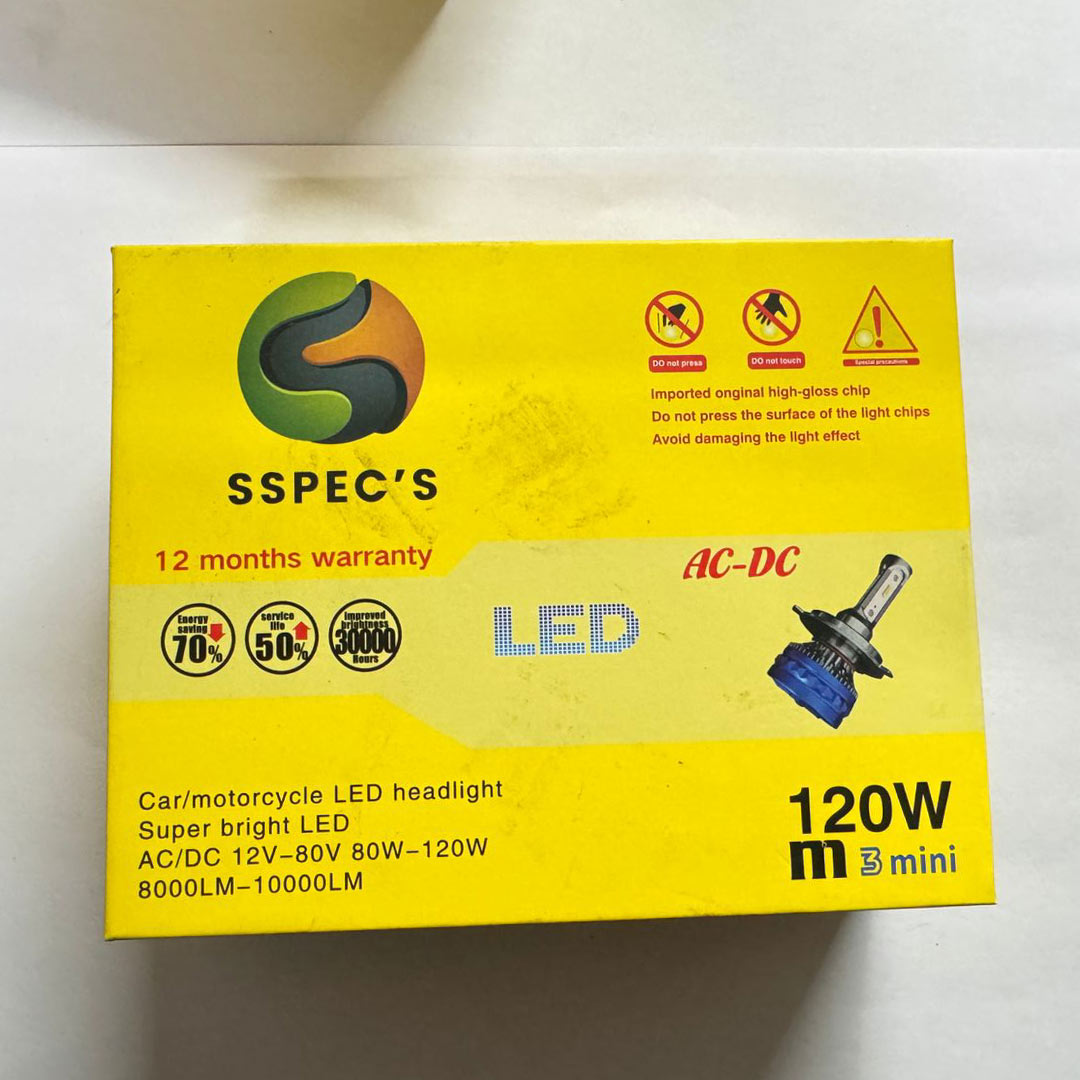 SSPEC'S
DO not press
DO not touch
Special precautions
Imported onginal high-gloss chip
Do not press the surface of the light chips
Avoid damaging the light effect
12 months warranty
AC-DC
Energy
saving
70%
service
life
50%
Improved
brightness
30000
Hours
LED
Car/motorcycle LED headlight
Super bright LED
AC/DC 12V-80V 80W-120W
8000LM-10000LM
120W
m 3 mini